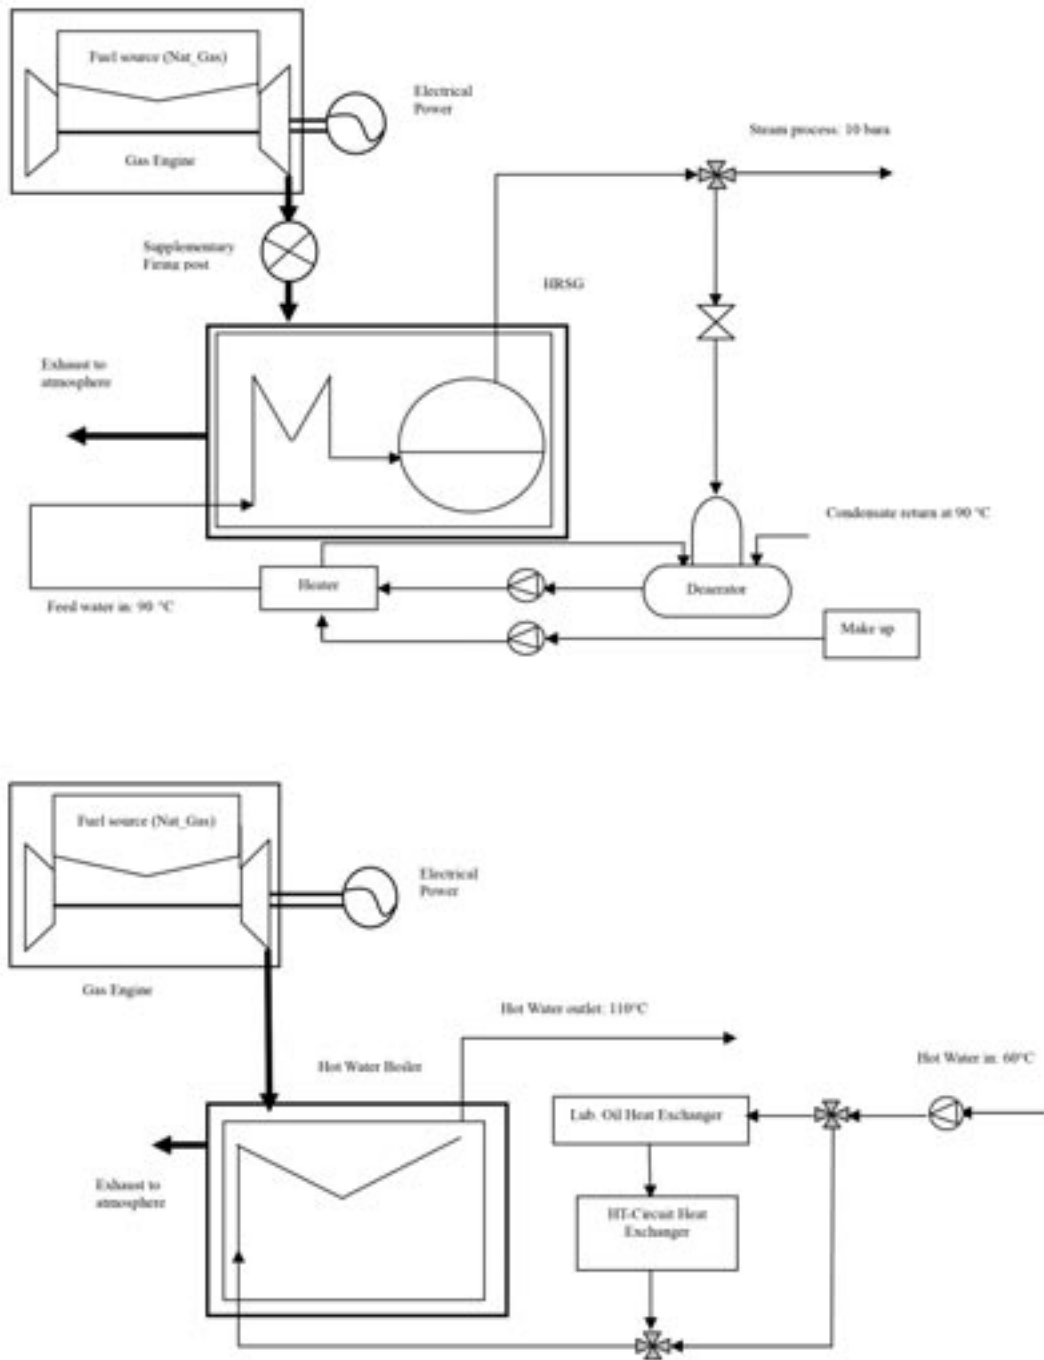 Fuel source (Nat_Gas)
Electrical
Power
Gas Engine
Steam process: 10 bara
Supplementary
Firing post
HRSG
Exhaust to
atmosphere
Condensate return at 90 °C
Heater
Deaerator
Feed water in: 90 °C
Make up
Fuel source (Nat_Gas)
Electrical
Power
Gas Engine
Hot Water outlet: 110°C
Hot Water in: 60°C
Hot Water Boiler
Lub. Oil Heat Exchanger
Exhaust to
atmosphere
HT-Circuit Heat
Exchanger